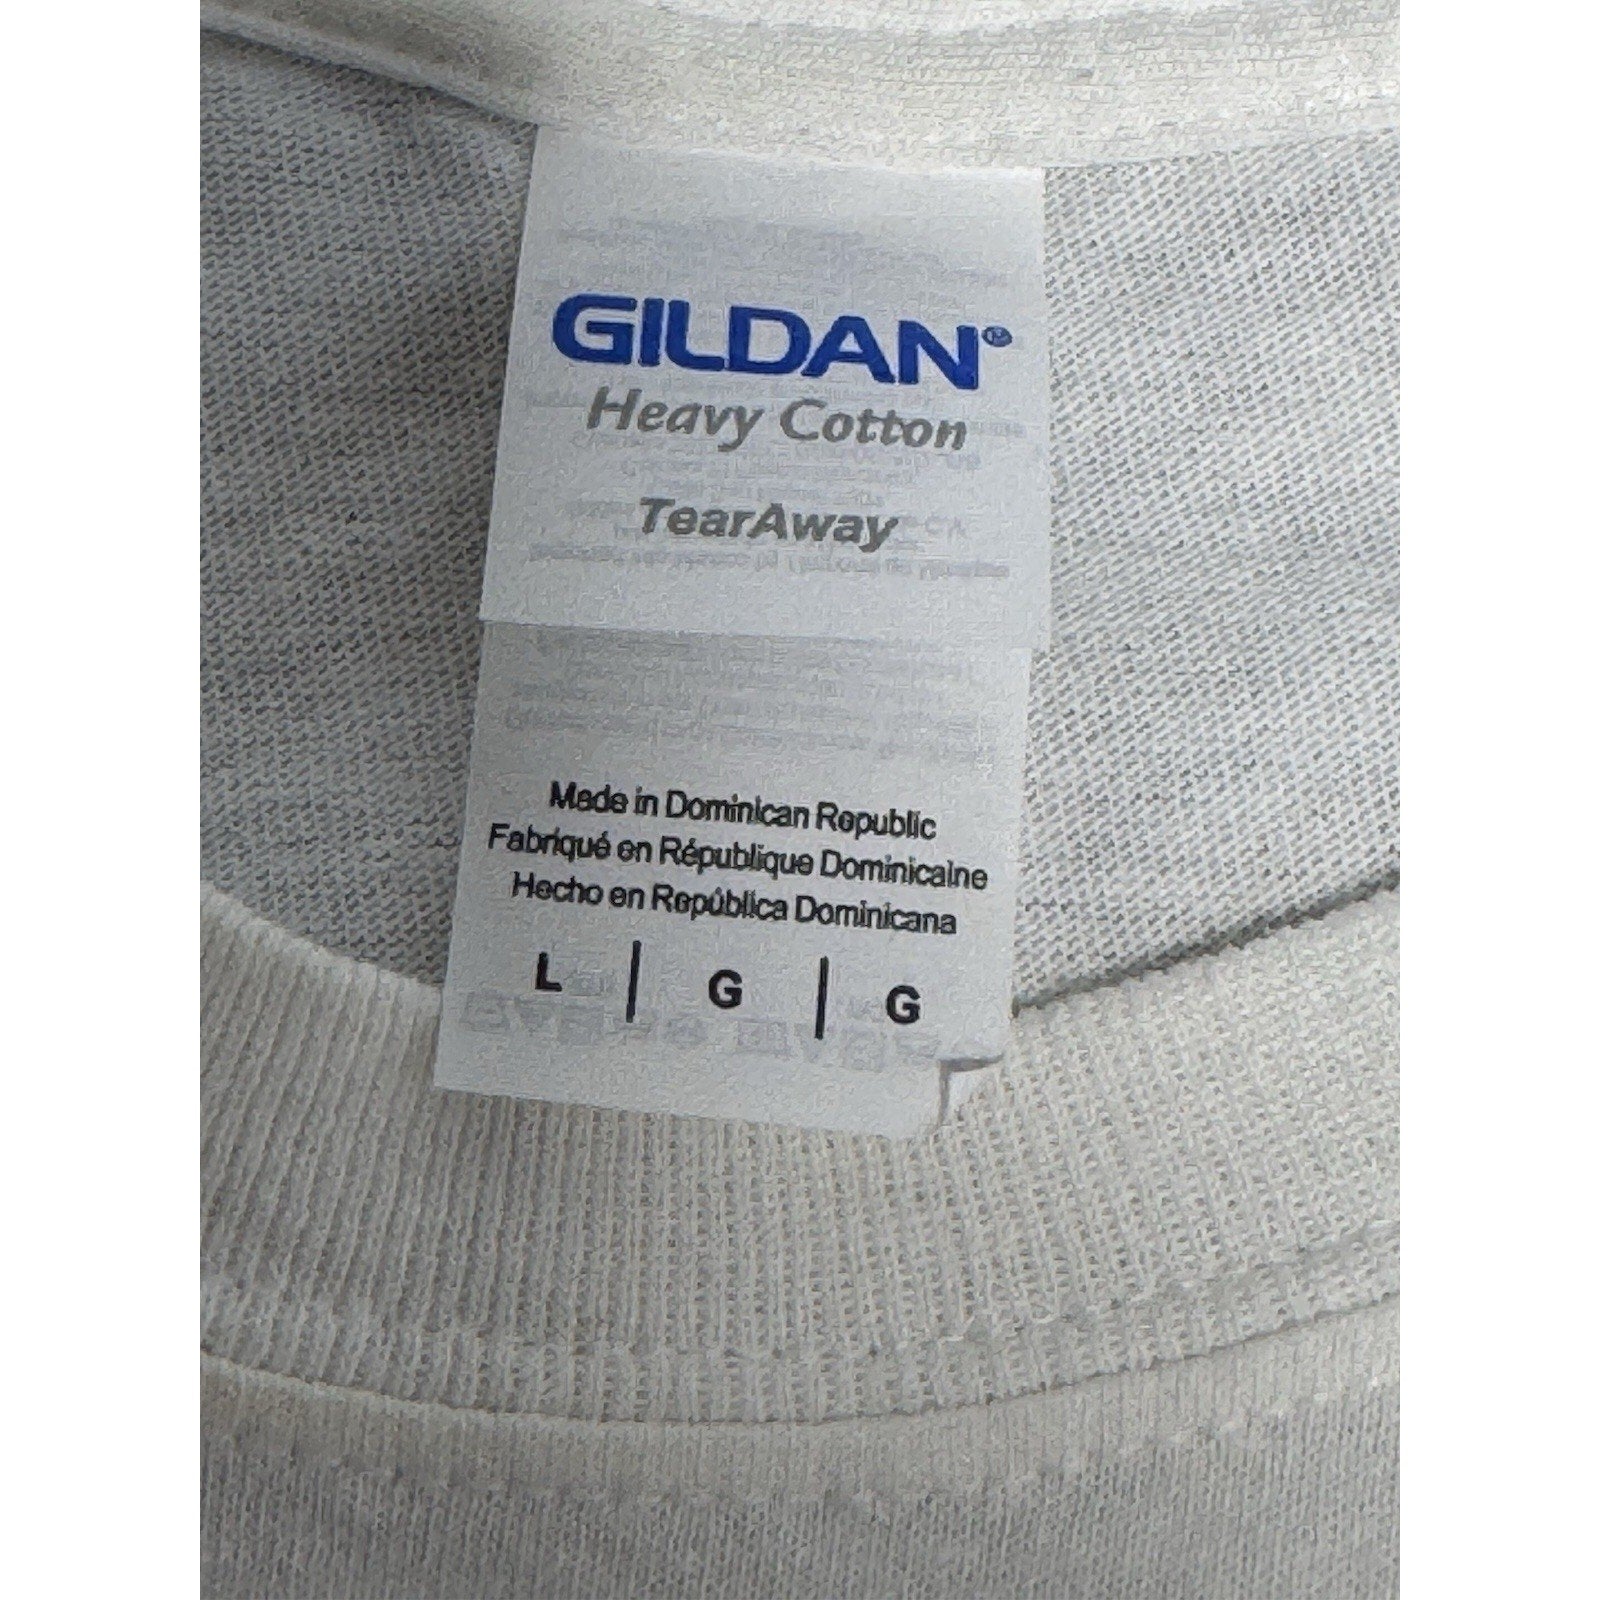 GILDAN®
Heavy Cotton
TearAway
Made in Dominican Republic
Fabriqué en République Dominicaine
Hecho en República Dominicana
L | G | G